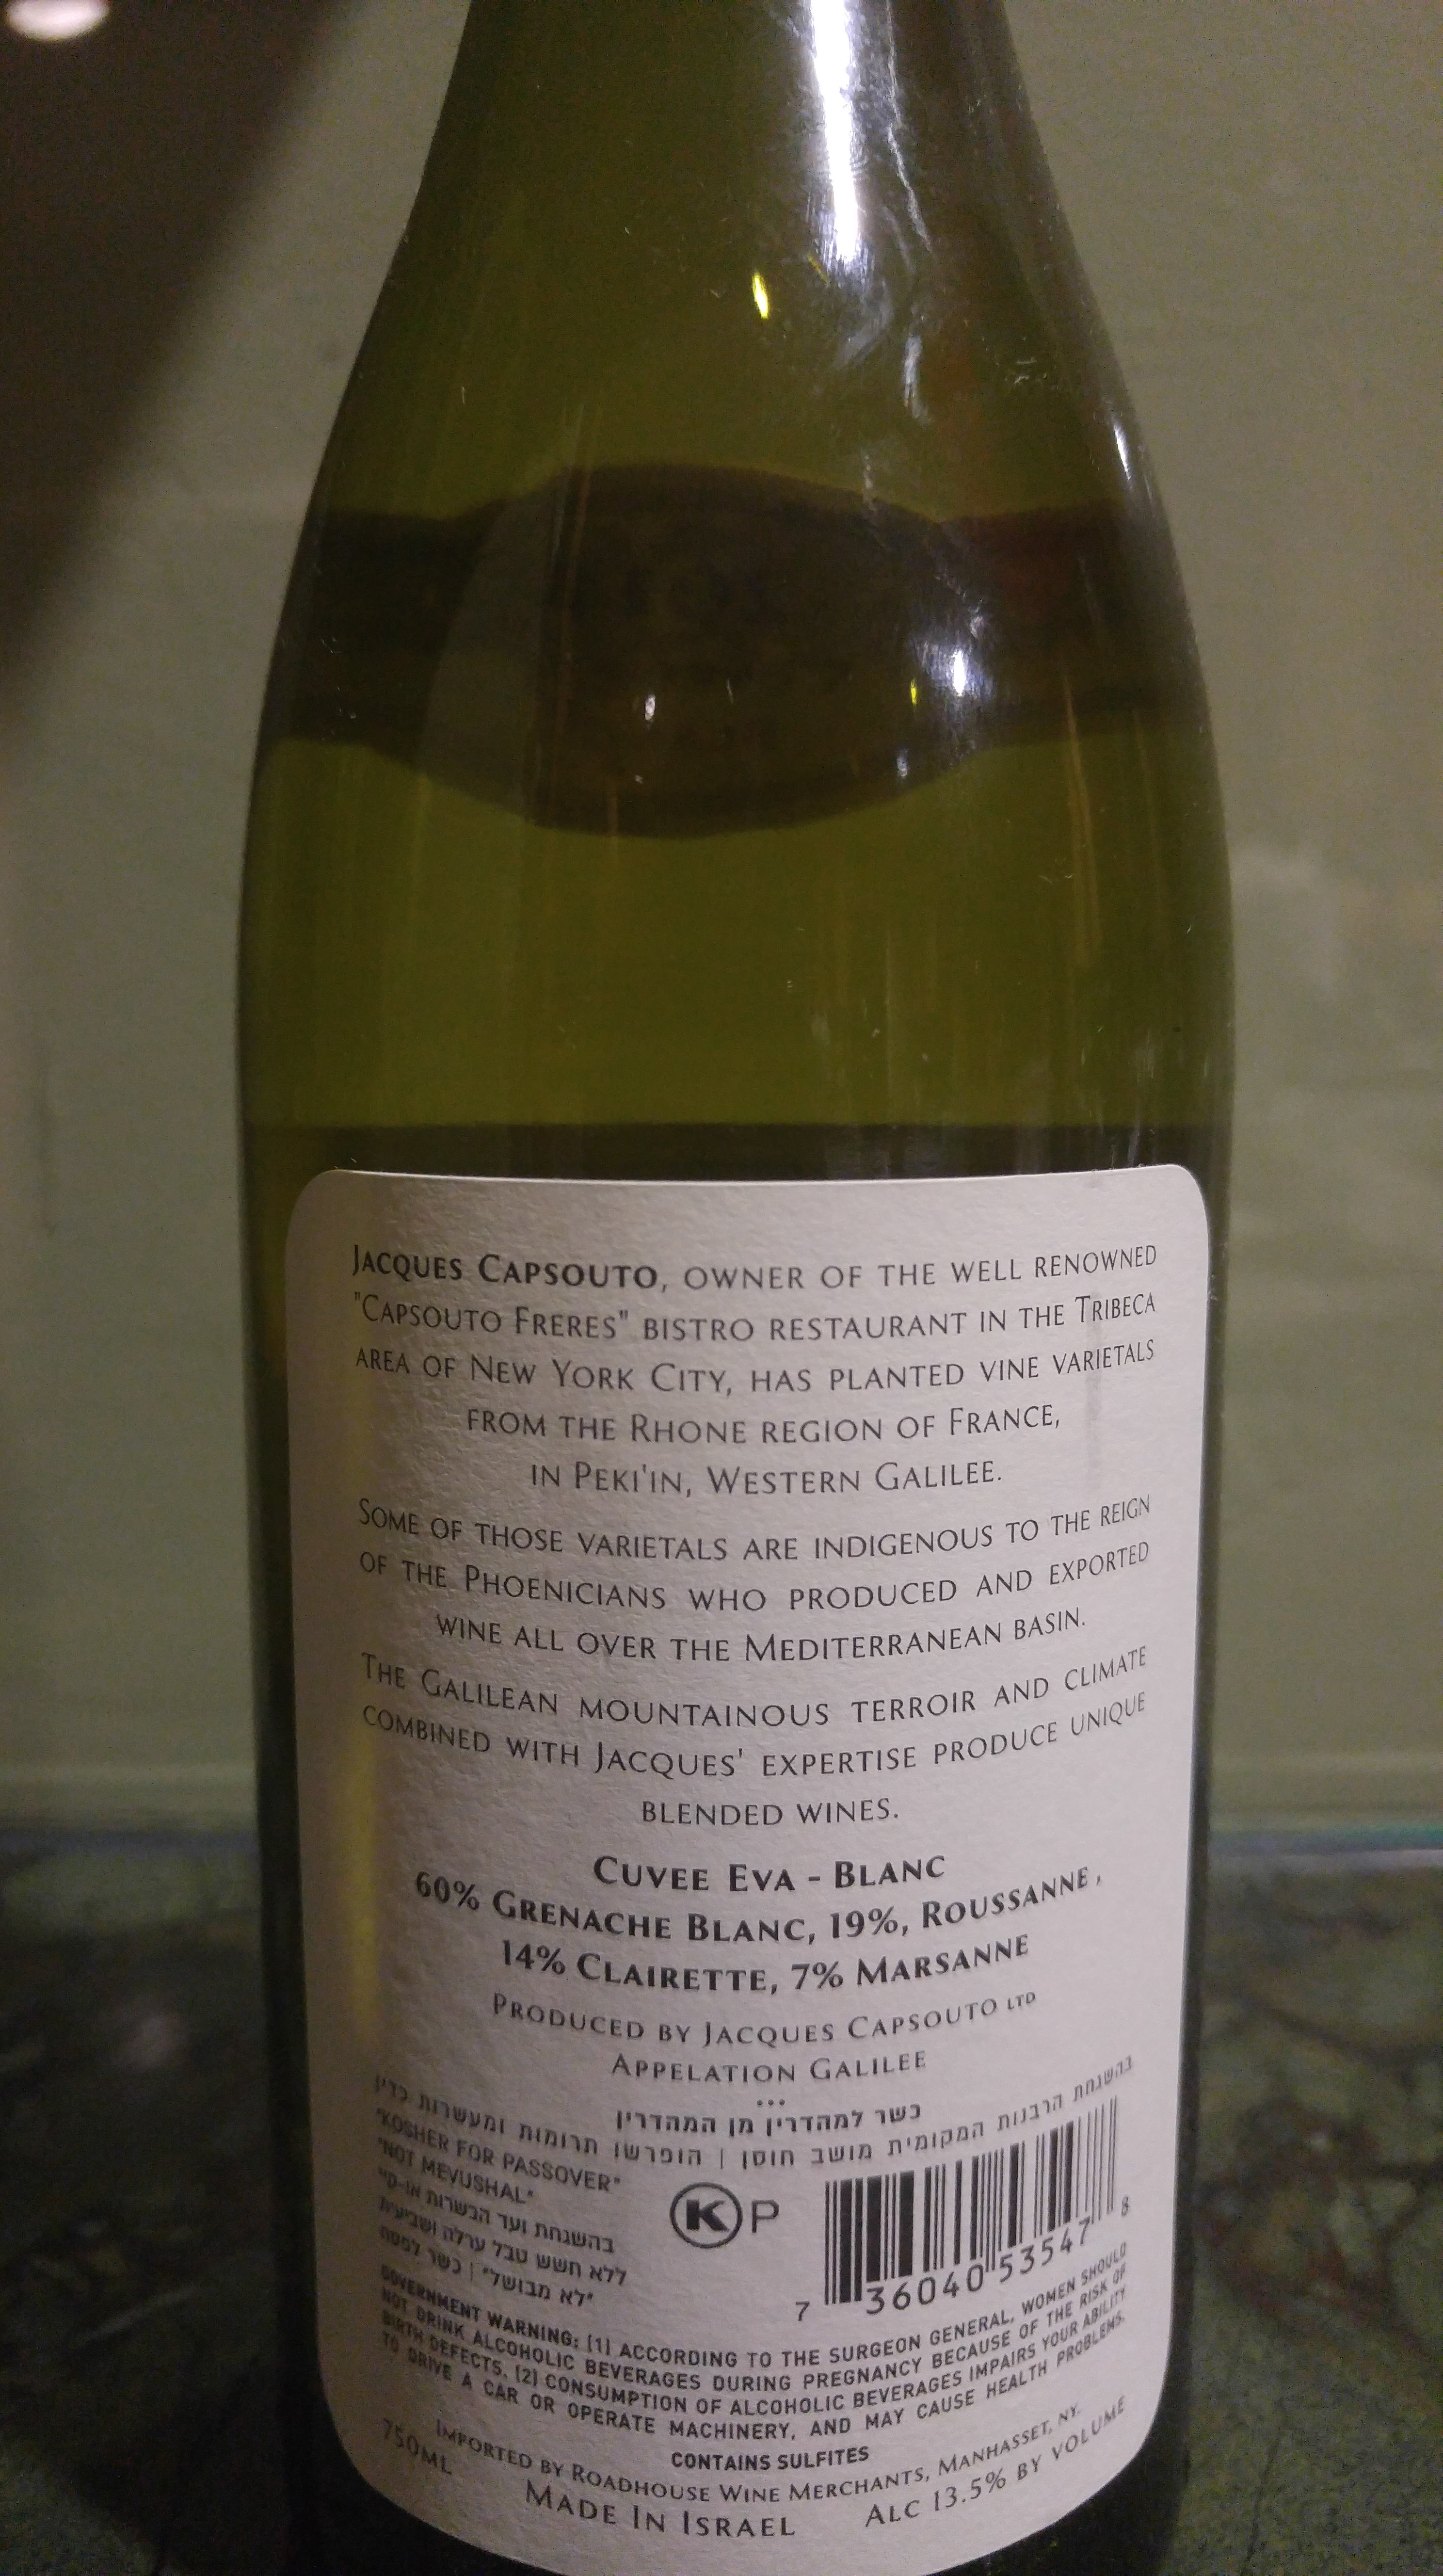 JACQUES CAPSOUTO, OWNER OF THE WELL RENOWNED
"CAPSOUTO FRERES" BISTRO RESTAURANT IN THE TRIBECA
AREA OF NEW YORK CITY, HAS PLANTED VINE VARIETALS
FROM THE RHONE REGION OF FRANCE,
IN PEKI'IN, WESTERN GALILEE.
SOME OF THOSE VARIETALS ARE INDIGENOUS TO THE REIGN
OF THE PHOENICIANS WHO PRODUCED AND EXPORTED
WINE ALL OVER THE MEDITERRANEAN BASIN.
THE GALILEAN MOUNTAINOUS TERROIR AND CLIMATE
COMBINED WITH JACQUES' EXPERTISE PRODUCE UNIQUE
BLENDED WINES.
CUVEE EVA - BLANC
60% GRENACHE BLANC, 19%, ROUSSANNE,
14% CLAIRETTE, 7% MARSANNE
PRODUCED BY JACQUES CAPSOUTO LTD
APPELATION GALILEE
...
כשר למהדרין מן המהדרין
בהשגחת הרבנות המקומית מושב חוסן | הופרשו תרומות ומעשרות כדין
"KOSHER FOR PASSOVER"
"NOT MEVUSHAL"
בהשגחת ועד הכשרות או-קי
ללא חשש טבל ערלה ושביעית
"לא מבושל" | כשר לפסח
K P
7 36040 53547 8
GOVERNMENT WARNING: (1) ACCORDING TO THE SURGEON GENERAL, WOMEN SHOULD
NOT DRINK ALCOHOLIC BEVERAGES DURING PREGNANCY BECAUSE OF THE RISK OF
BIRTH DEFECTS. (2) CONSUMPTION OF ALCOHOLIC BEVERAGES IMPAIRS YOUR ABILITY
TO DRIVE A CAR OR OPERATE MACHINERY, AND MAY CAUSE HEALTH PROBLEMS.
CONTAINS SULFITES
IMPORTED BY ROADHOUSE WINE MERCHANTS, MANHASSET, NY.
750ML
MADE IN ISRAEL
ALC 13.5% BY VOLUME